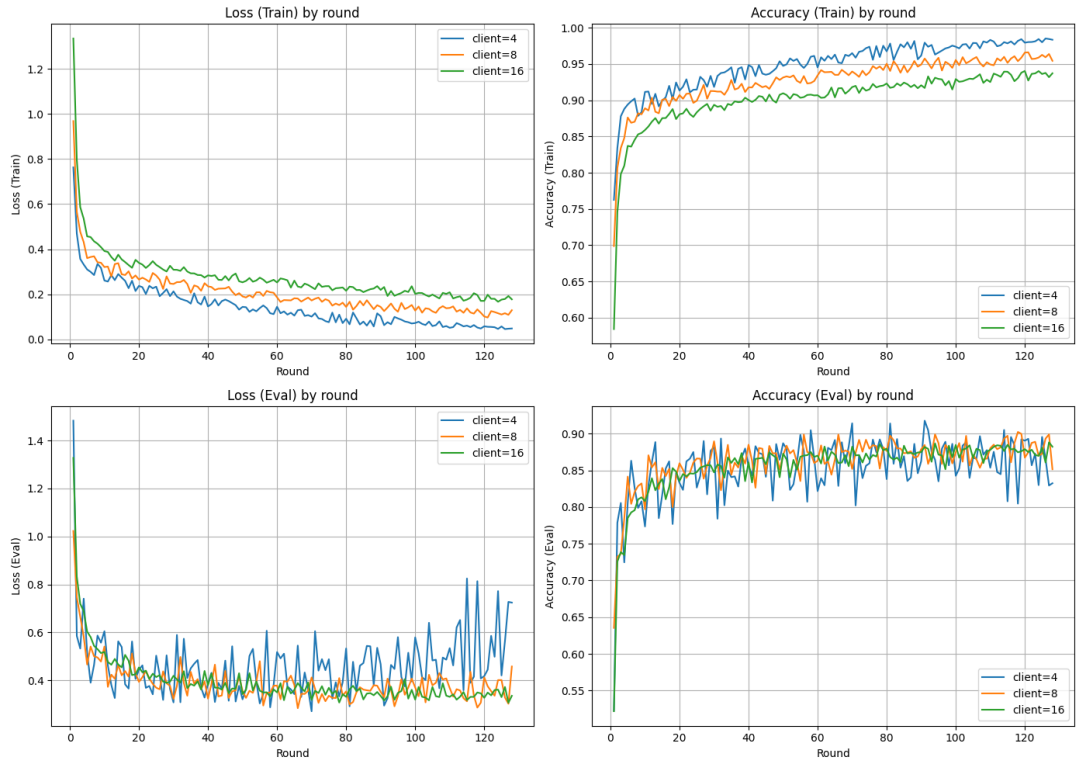 Loss (Train) by round
Loss (Train)
1.2
1.0
0.8
0.6
0.4
0.2
0.0
client=4
client=8
client=16
0 20 40 60 80 100 120
Round
Accuracy (Train) by round
Accuracy (Train)
1.00
0.95
0.90
0.85
0.80
0.75
0.70
0.65
0.60
client=4
client=8
client=16
0 20 40 60 80 100 120
Round
Loss (Eval) by round
Loss (Eval)
1.4
1.2
1.0
0.8
0.6
0.4
client=4
client=8
client=16
0 20 40 60 80 100 120
Round
Accuracy (Eval) by round
Accuracy (Eval)
0.90
0.85
0.80
0.75
0.70
0.65
0.60
0.55
client=4
client=8
client=16
0 20 40 60 80 100 120
Round